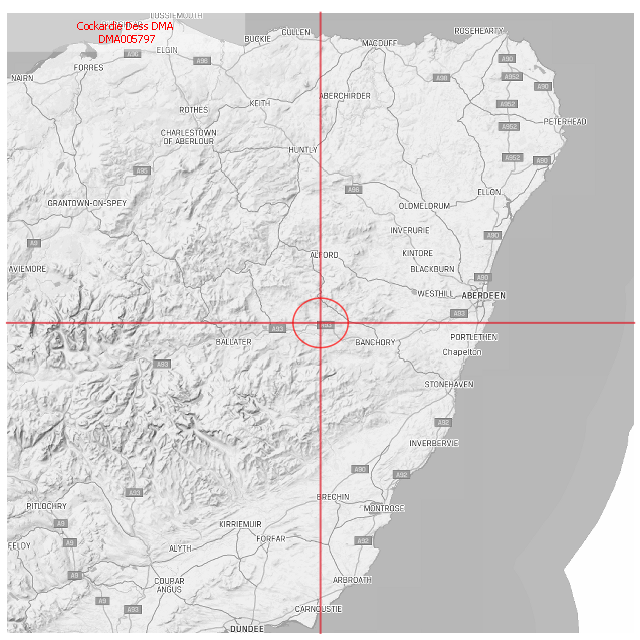 LOSSIEMOUTH
Cockardie Dess DMA
DMA005797
CULLEN
BUCKIE
ROSEHEARTY
MACDUFF
ELGIN
A96
A96
A90
FORRES
NAIRN
A98
A952
A90
KEITH
ABERCHIRDER
ROTHES
A952
PETERHEAD
A952
CHARLESTOWN
OF ABERLOUR
HUNTLY
A952
A90
A95
A96
ELLON
GRANTOWN-ON-SPEY
OLDMELDRUM
INVERURIE
A90
A9
ALFORD
KINTORE
AVIEMORE
BLACKBURN
A90
WESTHILL
ABERDEEN
A93
A93
A93
BALLATER
BANCHORY
PORTLETHEN
Chapelton
A93
STONEHAVEN
A92
INVERBERVIE
A90
A92
A93
BRECHIN
PITLOCHRY
MONTROSE
A9
KIRRIEMUIR
FORFAR
A92
FELDY
A9
ALYTH
A9
COUPAR
ANGUS
ARBROATH
A9
A93
CARNOUSTIE
DUNDEE